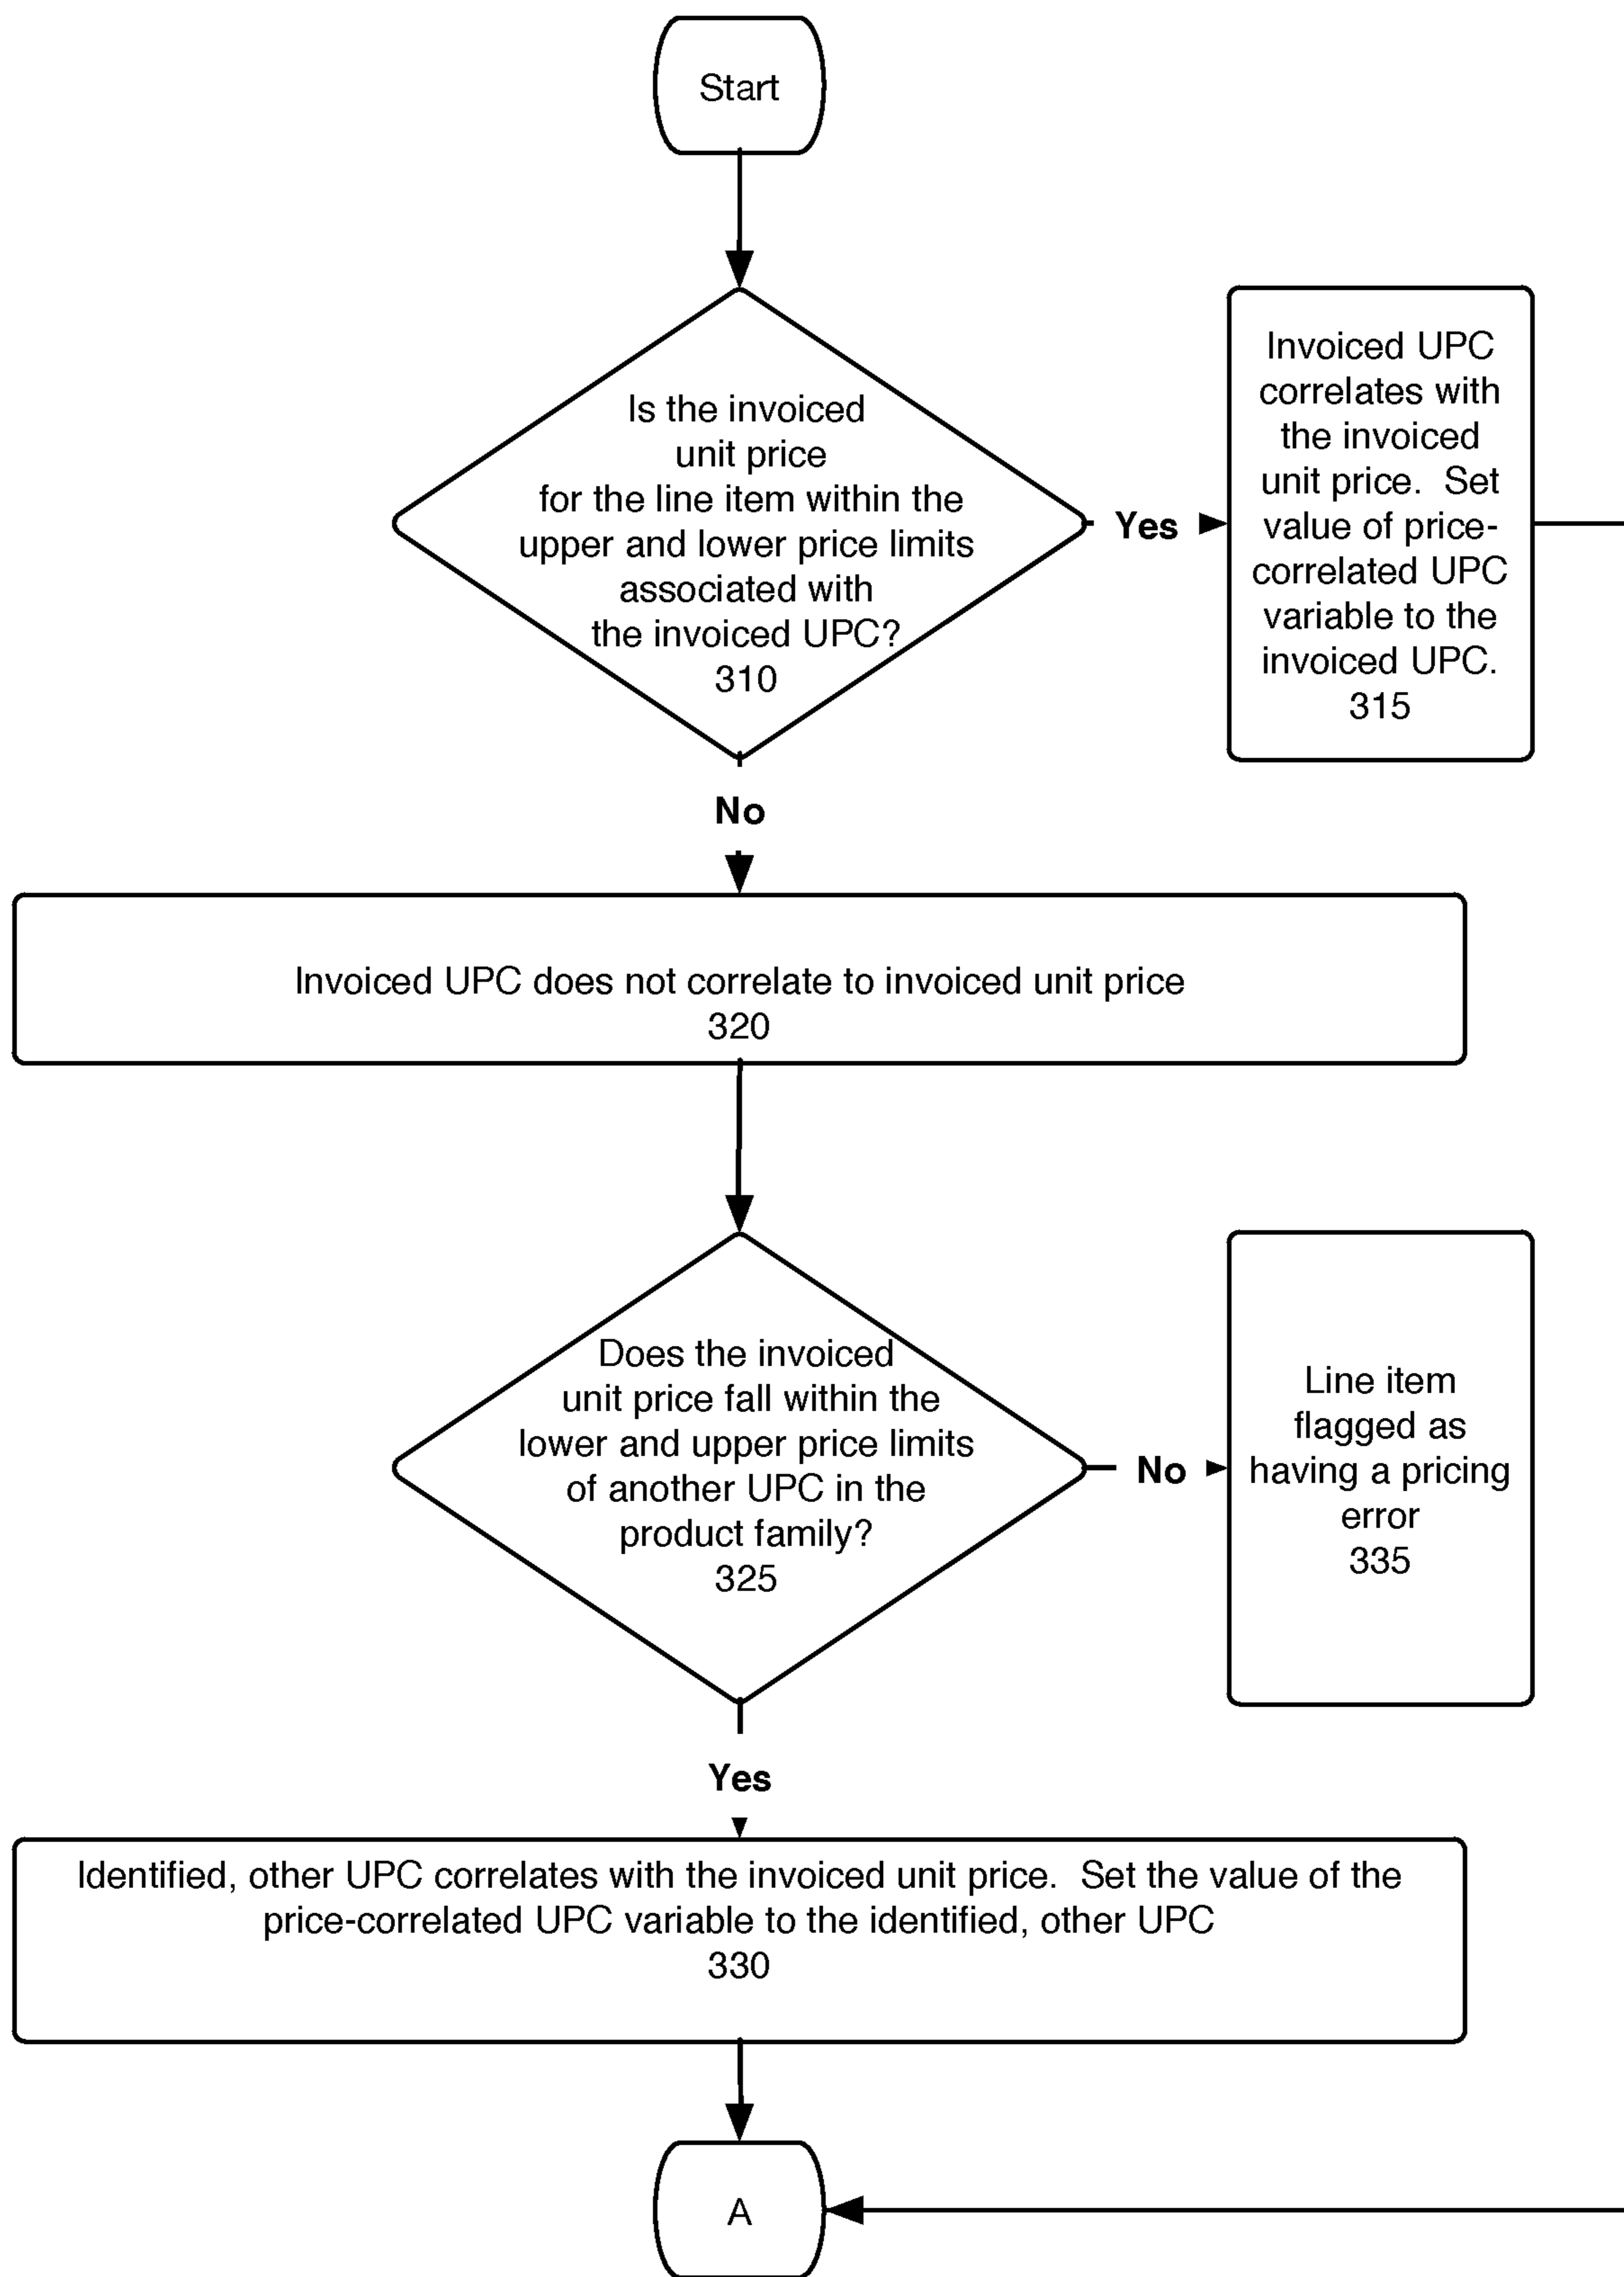 Start
Is the invoiced
unit price
for the line item within the
upper and lower price limits
associated with
the invoiced UPC?
310
Yes
Invoiced UPC
correlates with
the invoiced
unit price.  Set
value of price-
correlated UPC
variable to the
invoiced UPC.
315
No
Invoiced UPC does not correlate to invoiced unit price
320
Does the invoiced
unit price fall within the
lower and upper price limits
of another UPC in the
product family?
325
No
Line item
flagged as
having a pricing
error
335
Yes
Identified, other UPC correlates with the invoiced unit price.  Set the value of the
price-correlated UPC variable to the identified, other UPC
330
A